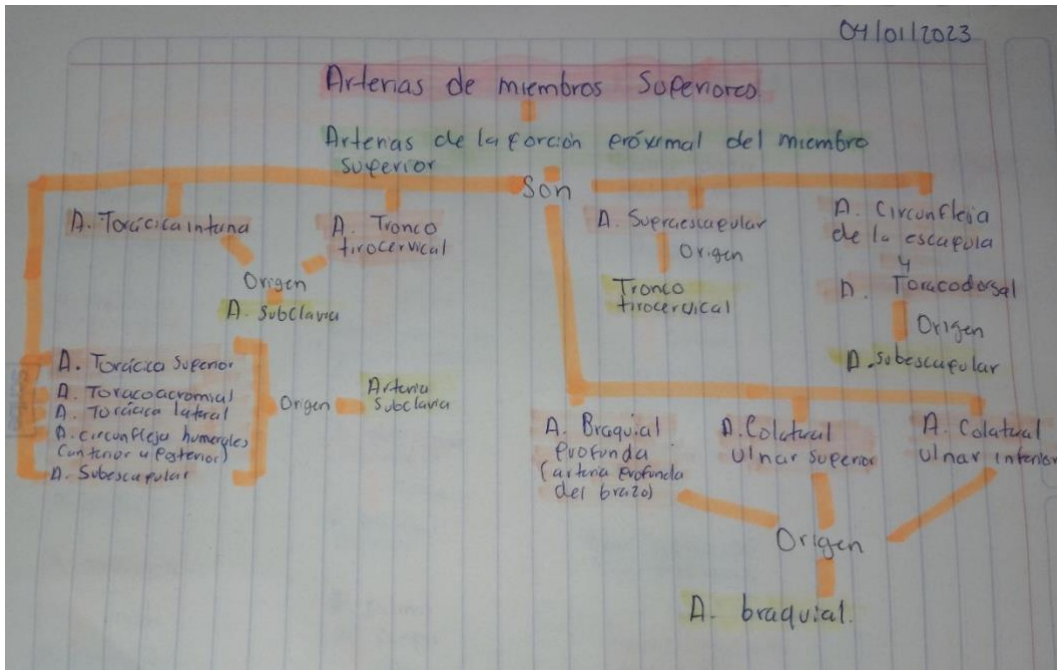 04/01/2023
Arterias de miembros Superiores
Arterias de la porción próximal del miembro
superior
Son
A. Torácica interna
A. Tronco
tirocervical
Origen
A. Subclavia
A. Supraescapular
Origen
Tronco
tirocervical
A. Circunfleja
de la escapula
y
A. Toracodorsal
Origen
A. Subescapular
A. Torácica Superior
A. Toracoacromial
A. Torácica lateral
A. circunfleja humerales
(anterior y Posterior)
A. Subescapular
Origen
Arteria
Subclavia
A. Braquial
Profunda
(arteria profunda
del brazo)
A. Colateral
Ulnar Superior
A. Colateral
Ulnar inferior
Origen
A. braquial.